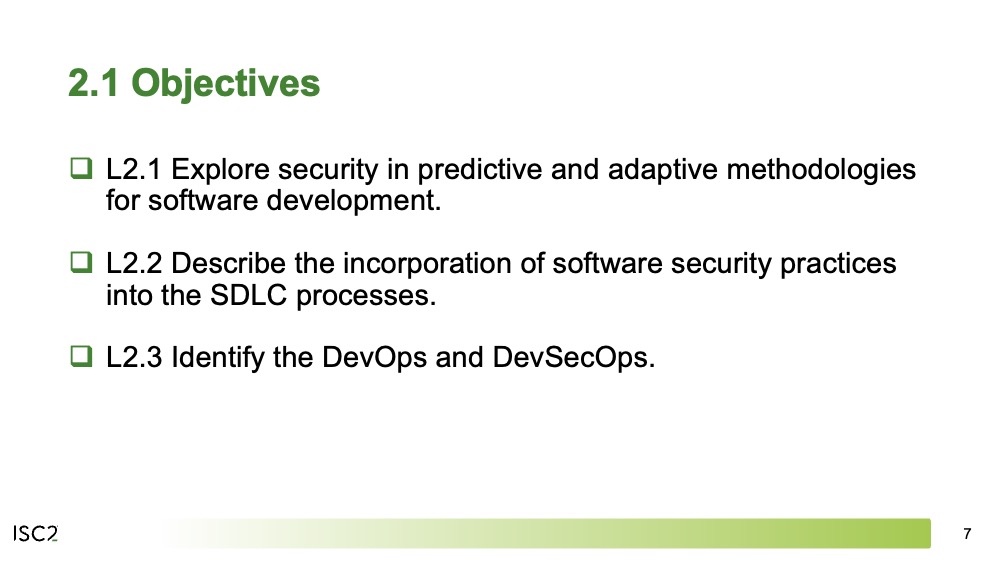 2.1 Objectives
L2.1 Explore security in predictive and adaptive methodologies
for software development.
L2.2 Describe the incorporation of software security practices
into the SDLC processes.
L2.3 Identify the DevOps and DevSecOps.
ISC2
7